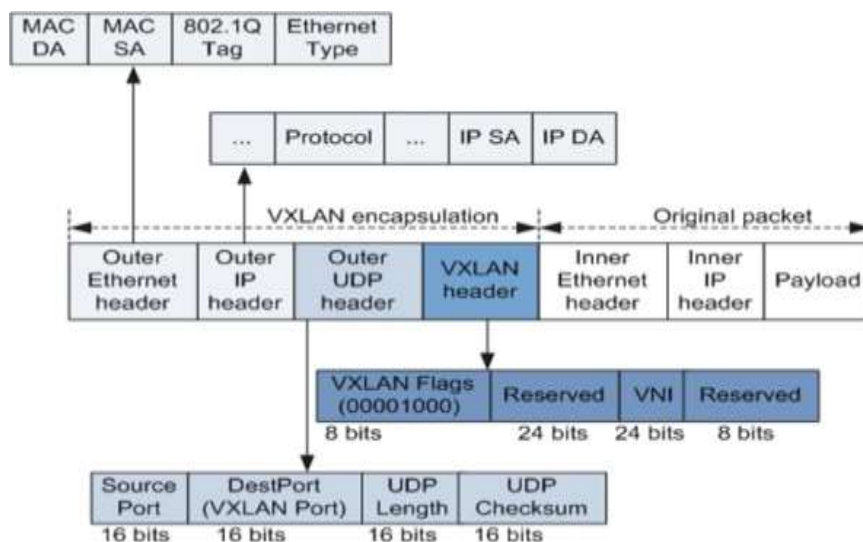 MAC DA
MAC SA
802.1Q Tag
Ethernet Type
...
Protocol
...
IP SA
IP DA
VXLAN encapsulation
Original packet
Outer Ethernet header
Outer IP header
Outer UDP header
VXLAN header
Inner Ethernet header
Inner IP header
Payload
VXLAN Flags (00001000)
Reserved
VNI
Reserved
8 bits
24 bits
24 bits
8 bits
Source Port
DestPort (VXLAN Port)
UDP Length
UDP Checksum
16 bits
16 bits
16 bits
16 bits